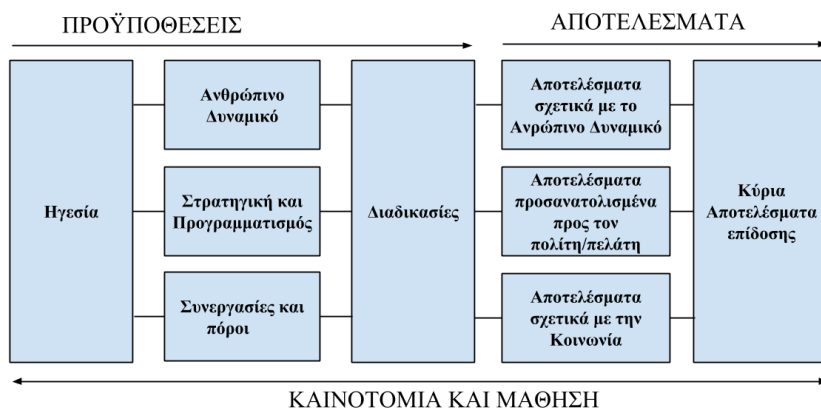 ΠΡΟΫΠΟΘΕΣΕΙΣ
ΑΠΟΤΕΛΕΣΜΑΤΑ
Ηγεσία
Ανθρώπινο
Δυναμικό
Στρατηγική και
Προγραμματισμός
Συνεργασίες και
πόροι
Διαδικασίες
Αποτελέσματα
σχετικά με το
Ανρώπινο Δυναμικό
Αποτελέσματα
προσανατολισμένα
προς τον
πολίτη/πελάτη
Αποτελέσματα
σχετικά με την
Κοινωνία
Κύρια
Αποτελέσματα
επίδοσης
ΚΑΙΝΟΤΟΜΙΑ ΚΑΙ ΜΑΘΗΣΗ